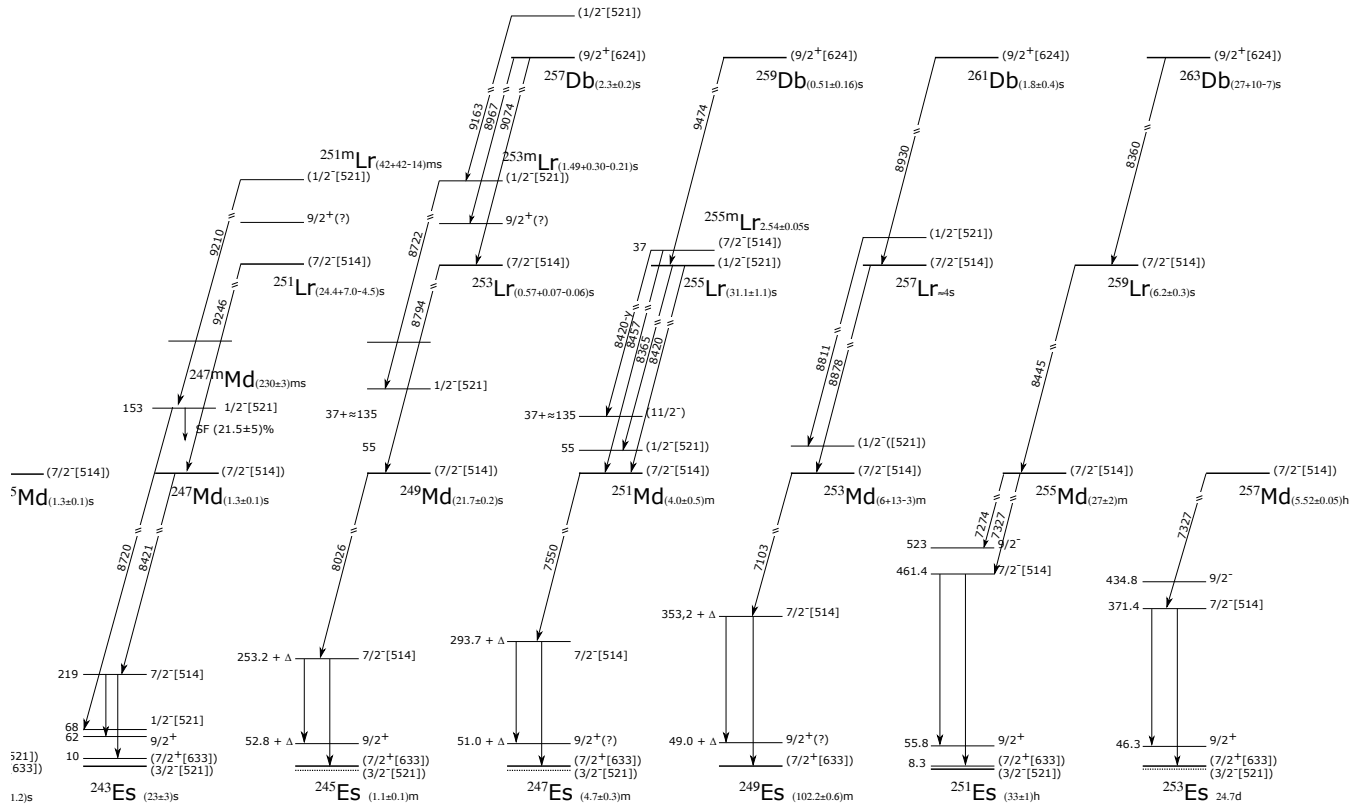 (1/2⁻[521])
(9/2⁺[624])
²⁵⁷Db(2.3±0.2)s
9163
8967
9074
(9/2⁺[624])
²⁵⁹Db(0.51±0.16)s
9474
(9/2⁺[624])
²⁶¹Db(1.8±0.4)s
8930
(9/2⁺[624])
²⁶³Db(27+10-7)s
8360
²⁵¹ᵐLr(42+42-14)ms
(1/2⁻[521])
9/2⁺(?)
(7/2⁻[514])
²⁵¹Lr(24.4+7.0-4.5)s
9210
9246
²⁵³ᵐLr(1.49+0.30-0.21)s
(1/2⁻[521])
9/2⁺(?)
(7/2⁻[514])
²⁵³Lr(0.57+0.07-0.06)s
8722
8794
²⁵⁵ᵐLr2.54±0.05s
37
(7/2⁻[514])
(1/2⁻[521])
²⁵⁵Lr(31.1±1.1)s
8420-γ
8457
8365
8420
(1/2⁻[521])
(7/2⁻[514])
²⁵⁷Lr≈4s
8811
8878
(7/2⁻[514])
²⁵⁹Lr(6.2±0.3)s
8445
(7/2⁻[514])
⁵Md(1.3±0.1)s
²⁴⁷ᵐMd(230±3)ms
153
1/2⁻[521]
SF (21.5±5)%
(7/2⁻[514])
²⁴⁷Md(1.3±0.1)s
8720
8421
1/2⁻[521]
37+≈135
55
(7/2⁻[514])
²⁴⁹Md(21.7±0.2)s
8026
37+≈135
(11/2⁻)
55
(1/2⁻[521])
(7/2⁻[514])
²⁵¹Md(4.0±0.5)m
7550
(1/2⁻([521])
(7/2⁻[514])
²⁵³Md(6+13-3)m
7103
(7/2⁻[514])
²⁵⁵Md(27±2)m
7274
7327
(7/2⁻[514])
²⁵⁷Md(5.52±0.05)h
7327
521])
[633)
1.2)s
219
7/2⁻[514]
68
1/2⁻[521]
62
9/2⁺
10
(7/2⁺[633])
(3/2⁻[521])
²⁴³Es (23±3)s
253.2 + Δ
7/2⁻[514]
52.8 + Δ
9/2⁺
(7/2⁺[633])
(3/2⁻[521])
²⁴⁵Es (1.1±0.1)m
293.7 + Δ
7/2⁻[514]
51.0 + Δ
9/2⁺(?)
(7/2⁺[633])
(3/2⁻[521])
²⁴⁷Es (4.7±0.3)m
353,2 + Δ
7/2⁻[514]
49.0 + Δ
9/2⁺(?)
(7/2⁺[633])
²⁴⁹Es (102.2±0.6)m
523
9/2⁻
461.4
7/2⁻[514]
55.8
9/2⁺
8.3
(7/2⁺[633])
(3/2⁻[521])
²⁵¹Es (33±1)h
434.8
9/2⁻
371.4
7/2⁻[514]
46.3
9/2⁺
(7/2⁺[633])
(3/2⁻[521])
²⁵³Es 24.7d